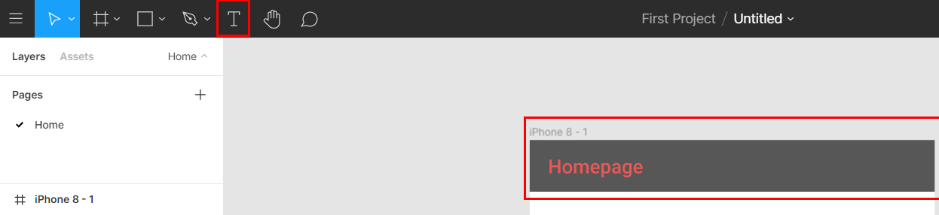 T
First Project / Untitled
Layers Assets Home
Pages
Home
iPhone 8 - 1
Homepage
iPhone 8 - 1